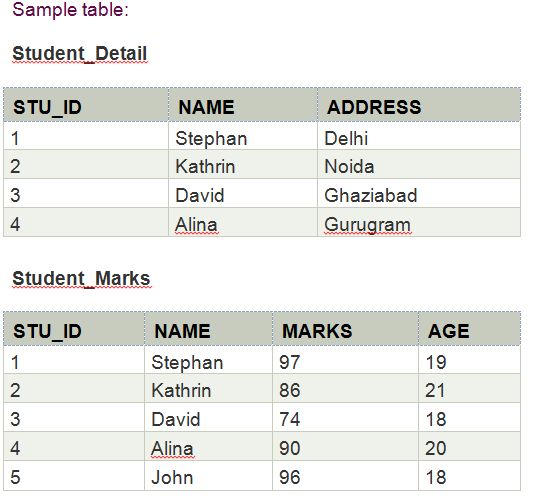 Sample table:
Student_Detail
STU_ID NAME ADDRESS
1 Stephan Delhi
2 Kathrin Noida
3 David Ghaziabad
4 Alina Gurugram
Student_Marks
STU_ID NAME MARKS AGE
1 Stephan 97 19
2 Kathrin 86 21
3 David 74 18
4 Alina 90 20
5 John 96 18